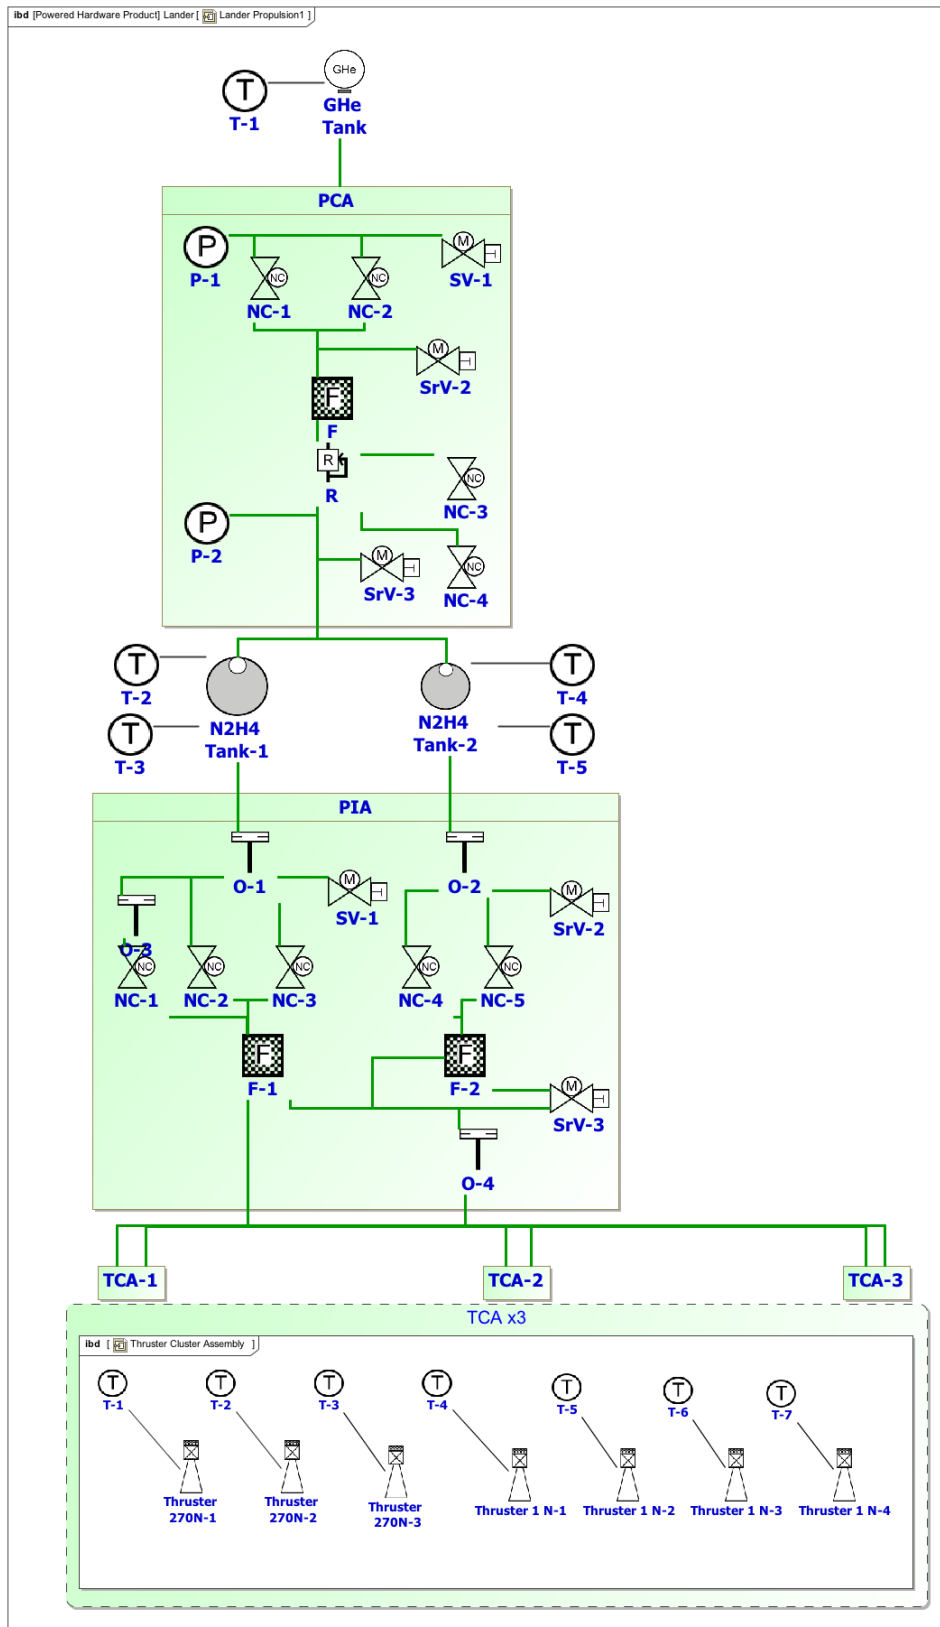 ibd [Powered Hardware Product] Lander [ Lander Propulsion1 ]
GHe
T
T-1
GHe
Tank
PCA
P
P-1
M
SV-1
NC
NC-1
NC
NC-2
M
SrV-2
F
F
R
R
NC
NC-3
P
P-2
M
SrV-3
NC
NC-4
T
T-2
T
T-4
N2H4
Tank-1
N2H4
Tank-2
T
T-3
T
T-5
PIA
O-1
M
SV-1
O-2
M
SrV-2
O-3
NC
NC-1
NC
NC-2
NC
NC-3
NC
NC-4
NC
NC-5
F
F-1
F
F-2
M
SrV-3
O-4
TCA-1
TCA-2
TCA-3
TCA x3
ibd [ Thruster Cluster Assembly ]
T
T-1
T
T-2
T
T-3
T
T-4
T
T-5
T
T-6
T
T-7
Thruster
270N-1
Thruster
270N-2
Thruster
270N-3
Thruster 1 N-1
Thruster 1 N-2
Thruster 1 N-3
Thruster 1 N-4